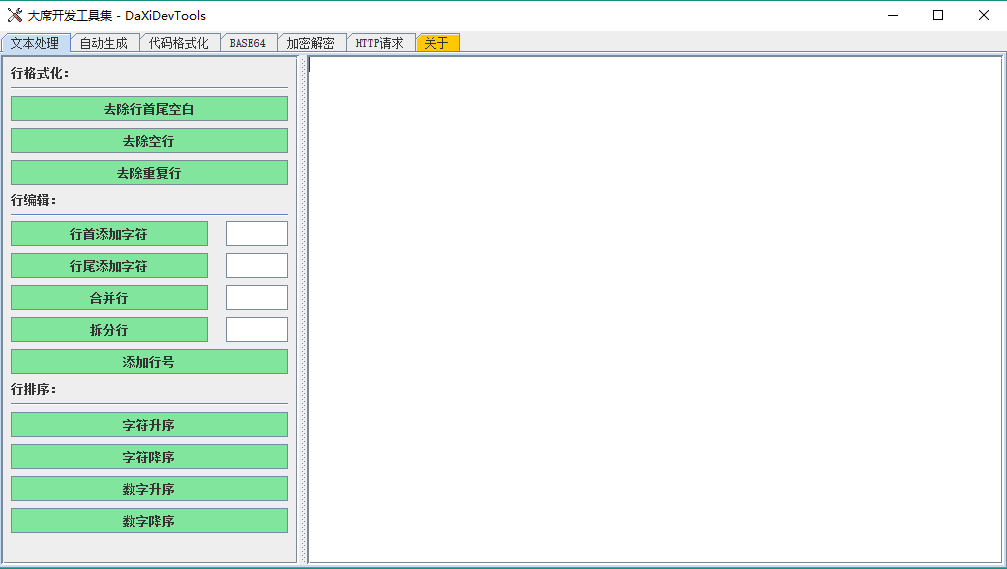 大席开发工具集 - DaXiDevTools
文本处理 自动生成 代码格式化 BASE64 加密解密 HTTP请求 关于
行格式化：
去除行首尾空白
去除空行
去除重复行
行编辑：
行首添加字符
行尾添加字符
合并行
拆分行
添加行号
行排序：
字符升序
字符降序
数字升序
数字降序